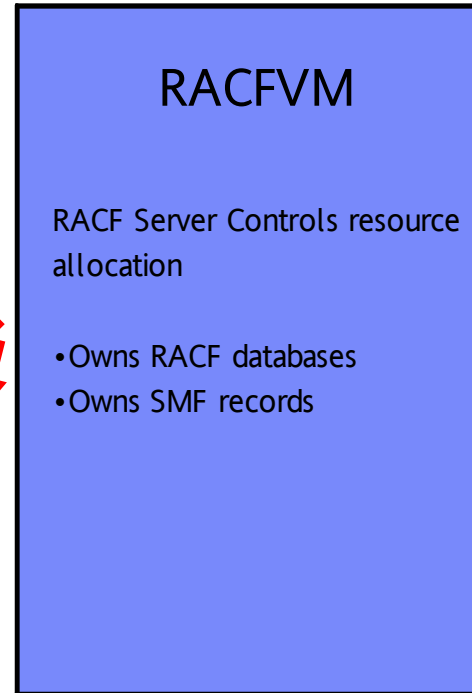 RACFVM
RACF Server Controls resource
allocation
•Owns RACF databases
•Owns SMF records